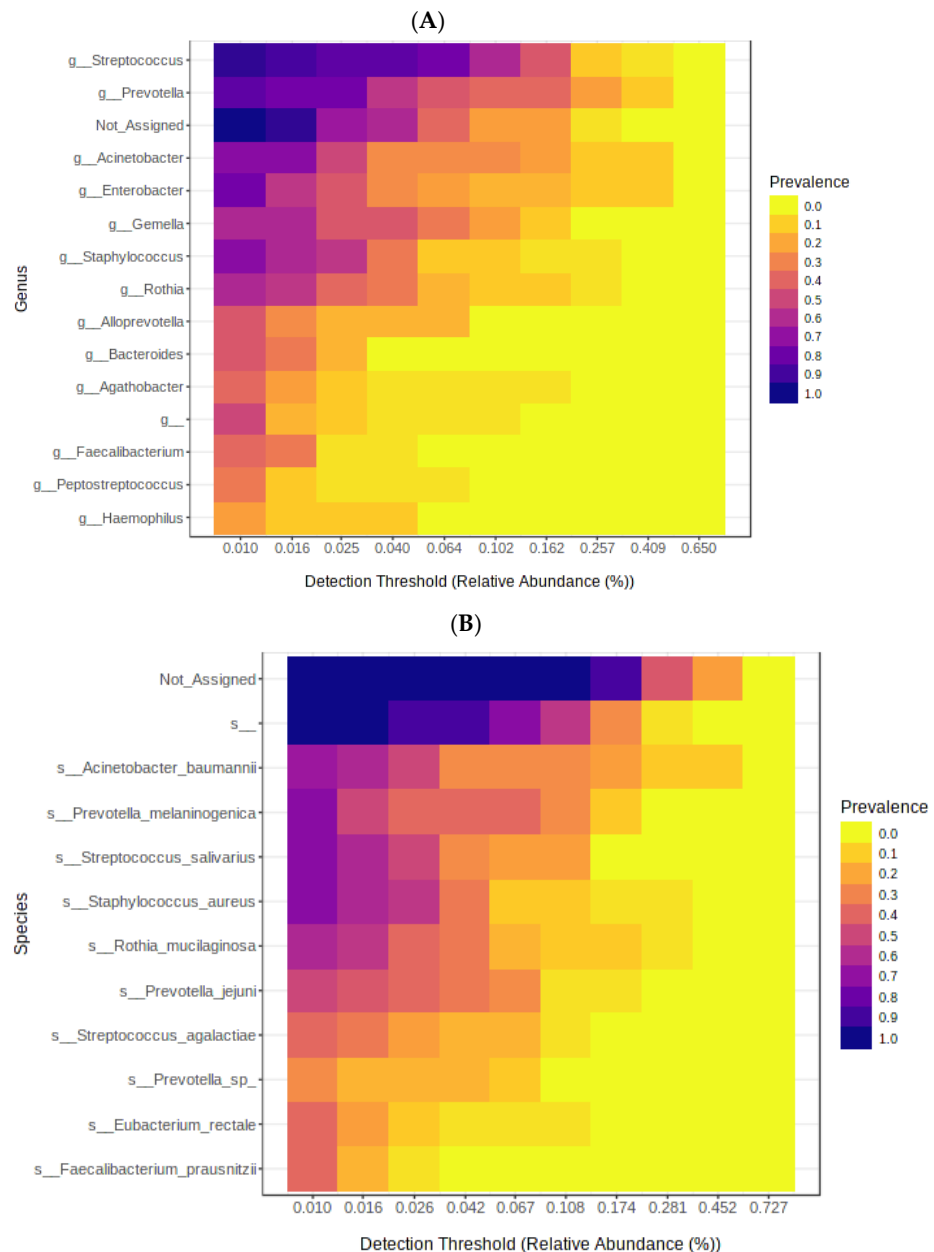 (A)
g__Streptococcus
g__Prevotella
Not_Assigned
g__Acinetobacter
g__Enterobacter
g__Gemella
g__Staphylococcus
g__Rothia
g__Alloprevotella
g__Bacteroides
g__Agathobacter
g__
g__Faecalibacterium
g__Peptostreptococcus
g__Haemophilus
Genus
0.010 0.016 0.025 0.040 0.064 0.102 0.162 0.257 0.409 0.650
Detection Threshold (Relative Abundance (%))
Prevalence
0.0
0.1
0.2
0.3
0.4
0.5
0.6
0.7
0.8
0.9
1.0
(B)
Not_Assigned
s__
s__Acinetobacter_baumannii
s__Prevotella_melaninogenica
s__Streptococcus_salivarius
s__Staphylococcus_aureus
s__Rothia_mucilaginosa
s__Prevotella_jejuni
s__Streptococcus_agalactiae
s__Prevotella_sp_
s__Eubacterium_rectale
s__Faecalibacterium_prausnitzii
Species
0.010 0.016 0.026 0.042 0.067 0.108 0.174 0.281 0.452 0.727
Detection Threshold (Relative Abundance (%))
Prevalence
0.0
0.1
0.2
0.3
0.4
0.5
0.6
0.7
0.8
0.9
1.0